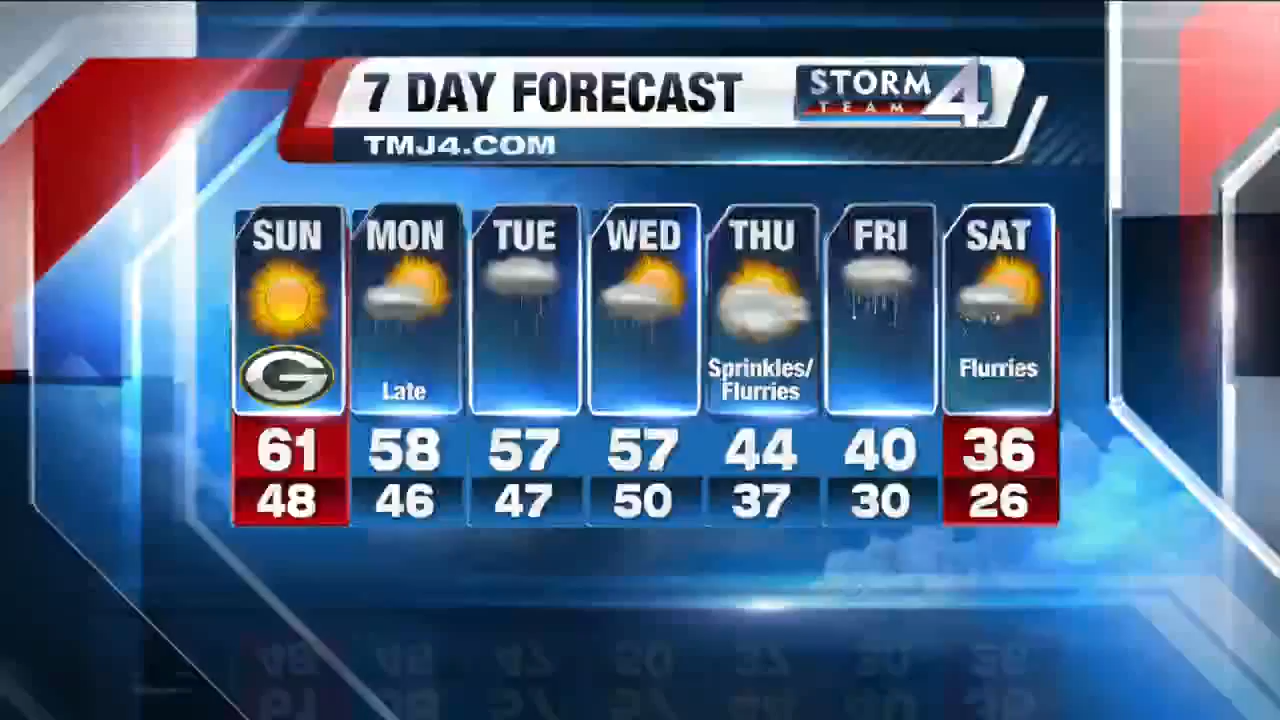 7 DAY FORECAST
STORM
TEAM 4
TMJ4.COM
SUN MON TUE WED THU FRI SAT
G
Late
Sprinkles/
Flurries
Flurries
61 58 57 57 44 40 36
48 46 47 50 37 30 26